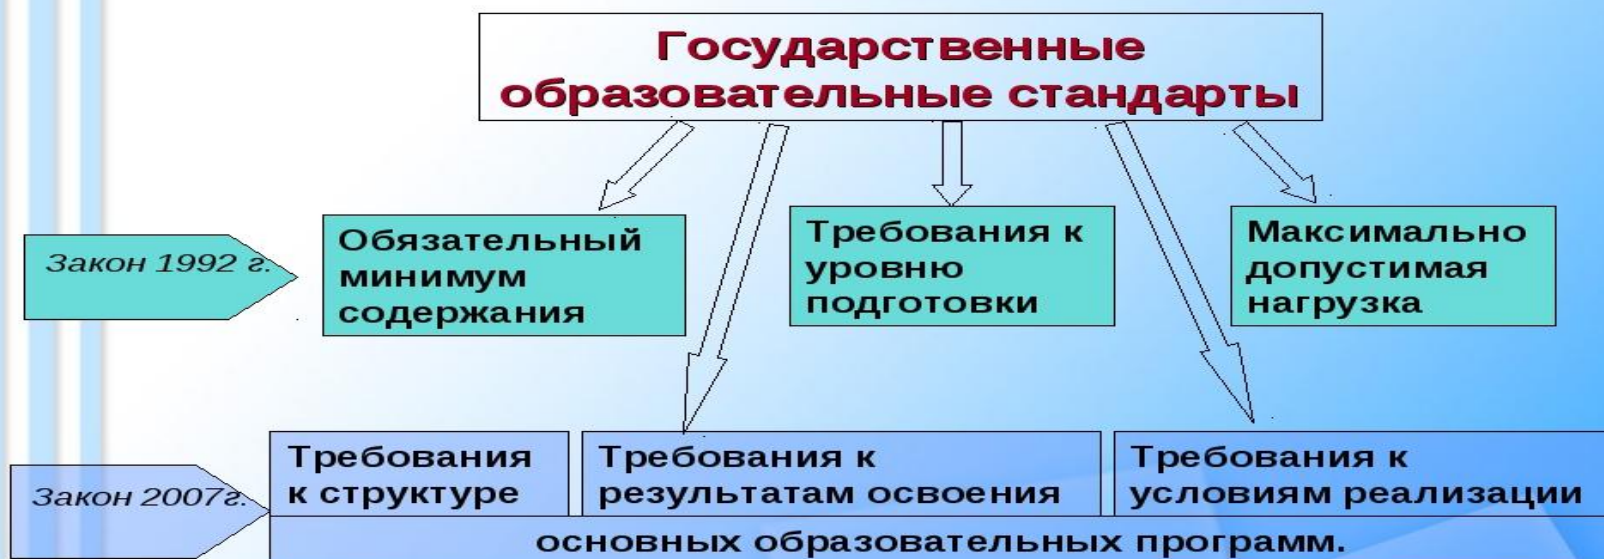 Государственные
образовательные стандарты
Закон 1992 г.
Обязательный
минимум
содержания
Требования к
уровню
подготовки
Максимально
допустимая
нагрузка
Закон 2007г.
Требования
к структуре
Требования к
результатам освоения
Требования к
условиям реализации
основных образовательных программ.